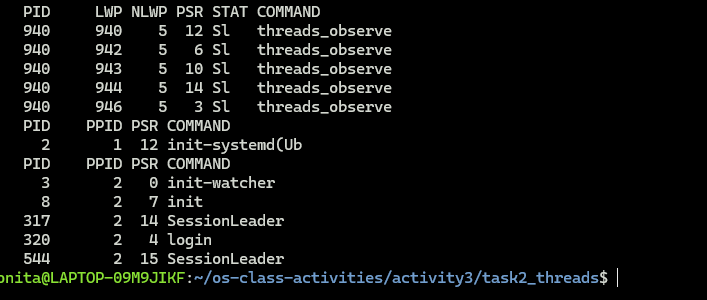 PID LWP NLWP PSR STAT COMMAND
940 940 5 12 Sl threads_observe
940 942 5 6 Sl threads_observe
940 943 5 10 Sl threads_observe
940 944 5 14 Sl threads_observe
940 946 5 3 Sl threads_observe
PID PPID PSR COMMAND
2 1 12 init-systemd(Ub
PID PPID PSR COMMAND
3 2 0 init-watcher
8 2 7 init
317 2 14 SessionLeader
320 2 4 login
544 2 15 SessionLeader
onita@LAPTOP-09M9JIKF:~/os-class-activities/activity3/task2_threads$